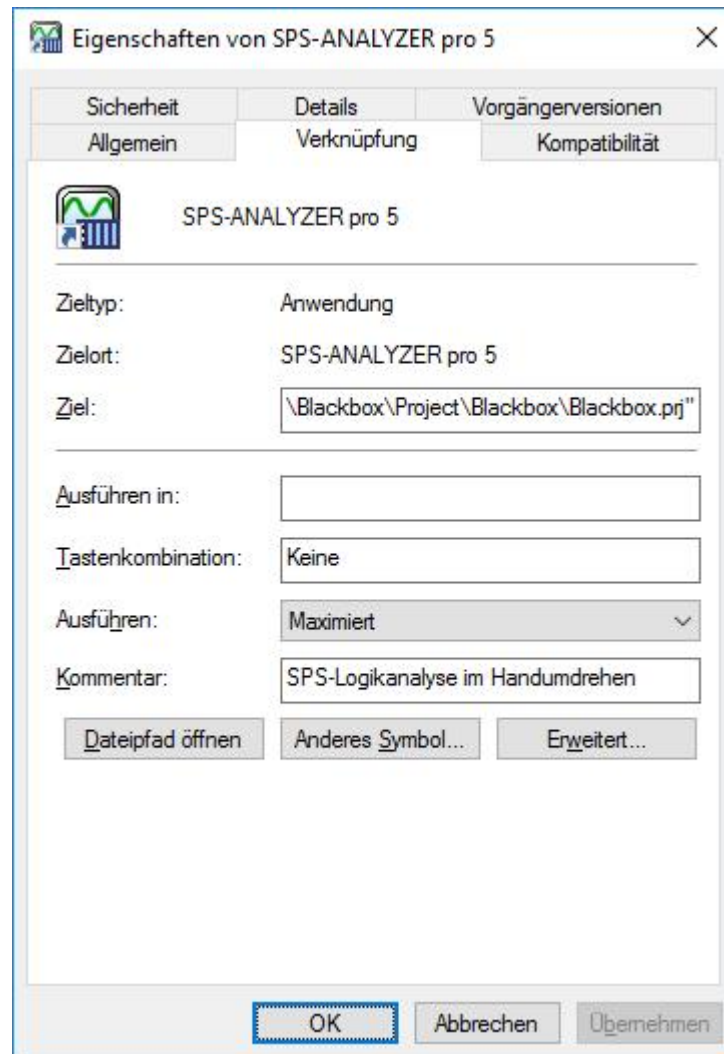 Eigenschaften von SPS-ANALYZER pro 5
Sicherheit Details Vorgängerversionen
Allgemein Verknüpfung Kompatibilität
SPS-ANALYZER pro 5
Zieltyp: Anwendung
Zielort: SPS-ANALYZER pro 5
Ziel: \Blackbox\Project\Blackbox\Blackbox.prj"
Ausführen in:
Tastenkombination: Keine
Ausführen: Maximiert
Kommentar: SPS-Logikanalyse im Handumdrehen
Dateipfad öffnen Anderes Symbol... Erweitert...
OK Abbrechen Übernehmen